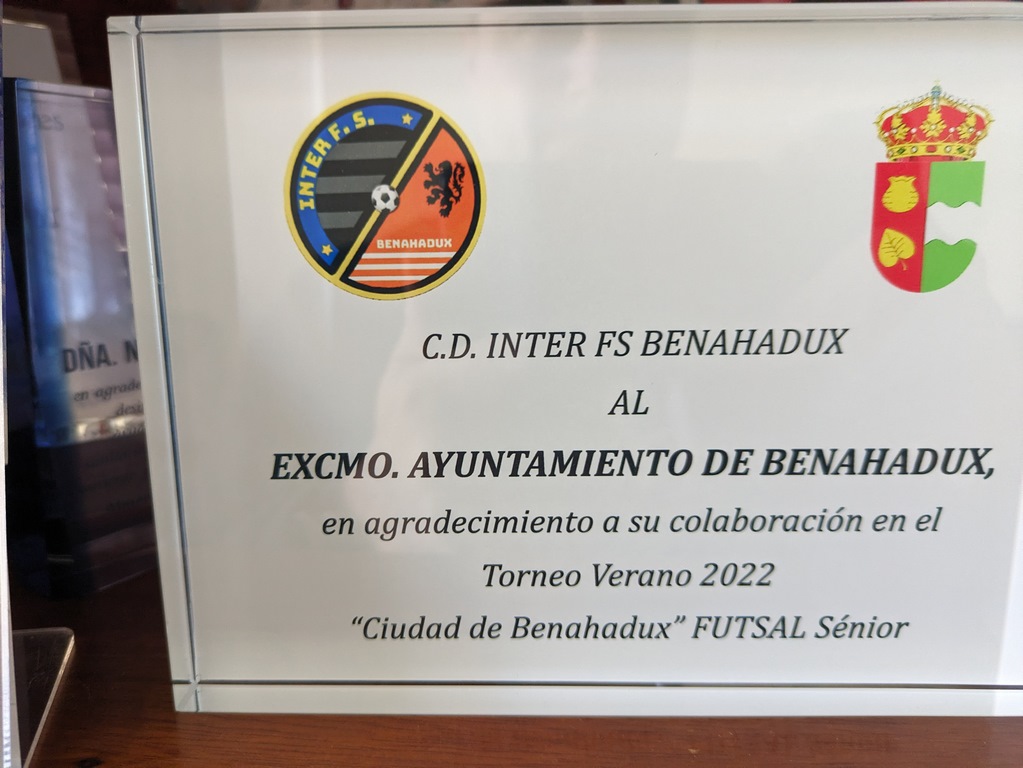 INTER F.S.
BENAHADUX
C.D. INTER FS BENAHADUX
AL
EXCMO. AYUNTAMIENTO DE BENAHADUX,
en agradecimiento a su colaboración en el
Torneo Verano 2022
“Ciudad de Benahadux” FUTSAL Sénior
DÑA. N
en agrade